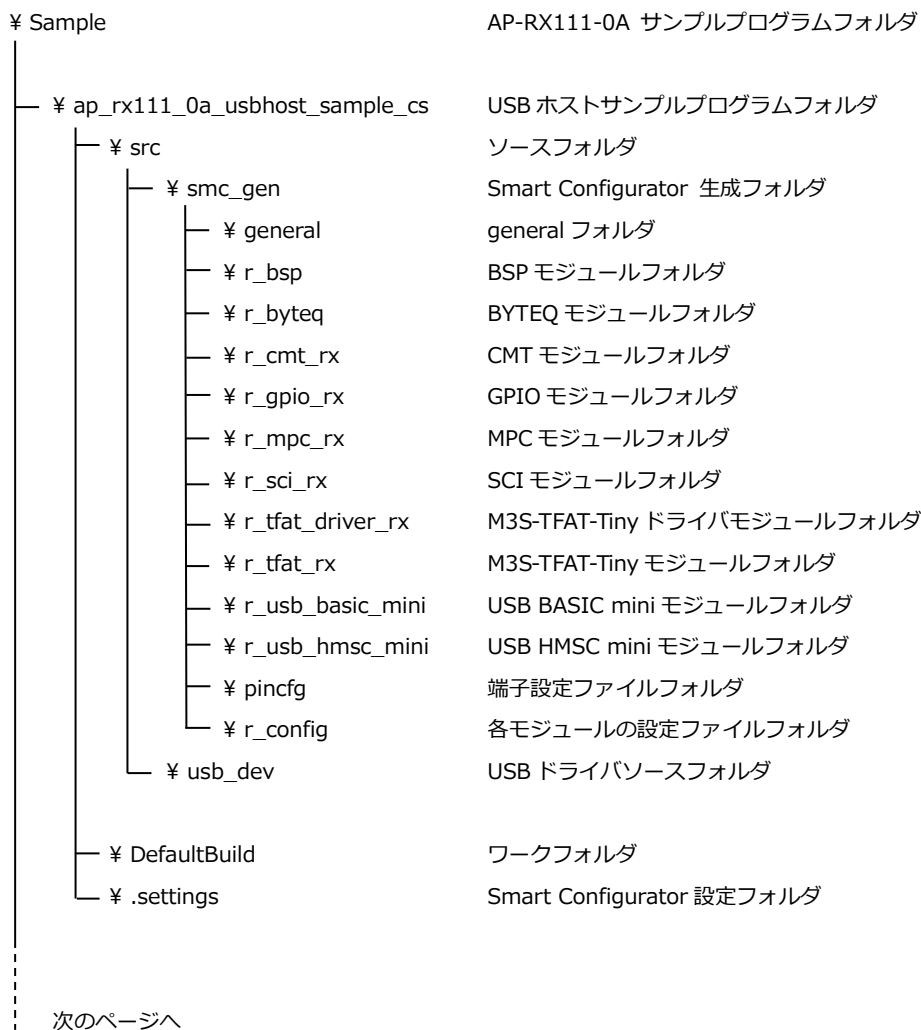 ¥ Sample AP-RX111-0A サンプルプログラムフォルダ
¥ ap_rx111_0a_usbhost_sample_cs USB ホストサンプルプログラムフォルダ
¥ src ソースフォルダ
¥ smc_gen Smart Configurator 生成フォルダ
¥ general general フォルダ
¥ r_bsp BSP モジュールフォルダ
¥ r_byteq BYTEQ モジュールフォルダ
¥ r_cmt_rx CMT モジュールフォルダ
¥ r_gpio_rx GPIO モジュールフォルダ
¥ r_mpc_rx MPC モジュールフォルダ
¥ r_sci_rx SCI モジュールフォルダ
¥ r_tfat_driver_rx M3S-TFAT-Tiny ドライバモジュールフォルダ
¥ r_tfat_rx M3S-TFAT-Tiny モジュールフォルダ
¥ r_usb_basic_mini USB BASIC mini モジュールフォルダ
¥ r_usb_hmsc_mini USB HMSC mini モジュールフォルダ
¥ pincfg 端子設定ファイルフォルダ
¥ r_config 各モジュールの設定ファイルフォルダ
¥ usb_dev USB ドライバソースフォルダ
¥ DefaultBuild ワークフォルダ
¥ .settings Smart Configurator 設定フォルダ
次のページへ